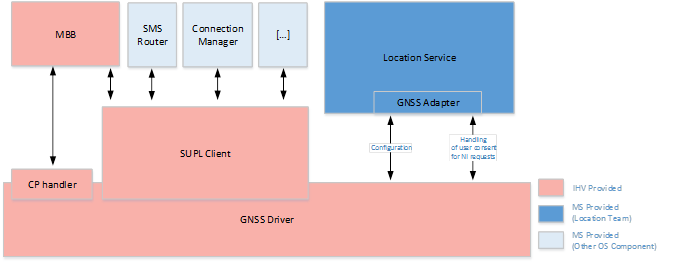 MBB
SMS
Router
Connection
Manager
[...]
Location Service
GNSS Adapter
SUPL Client
Configuration
Handling
of user consent
for NI requests
CP handler
GNSS Driver
IHV Provided
MS Provided
(Location Team)
MS Provided
(Other OS Component)